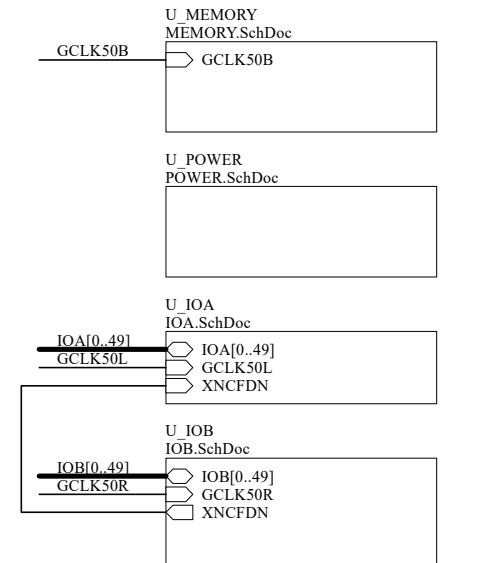 U_MEMORY
MEMORY.SchDoc
GCLK50B
GCLK50B
U_POWER
POWER.SchDoc
U_IOA
IOA.SchDoc
IOA[0..49]
IOA[0..49]
GCLK50L
GCLK50L
XNCFDN
U_IOB
IOB.SchDoc
IOB[0..49]
IOB[0..49]
GCLK50R
GCLK50R
XNCFDN